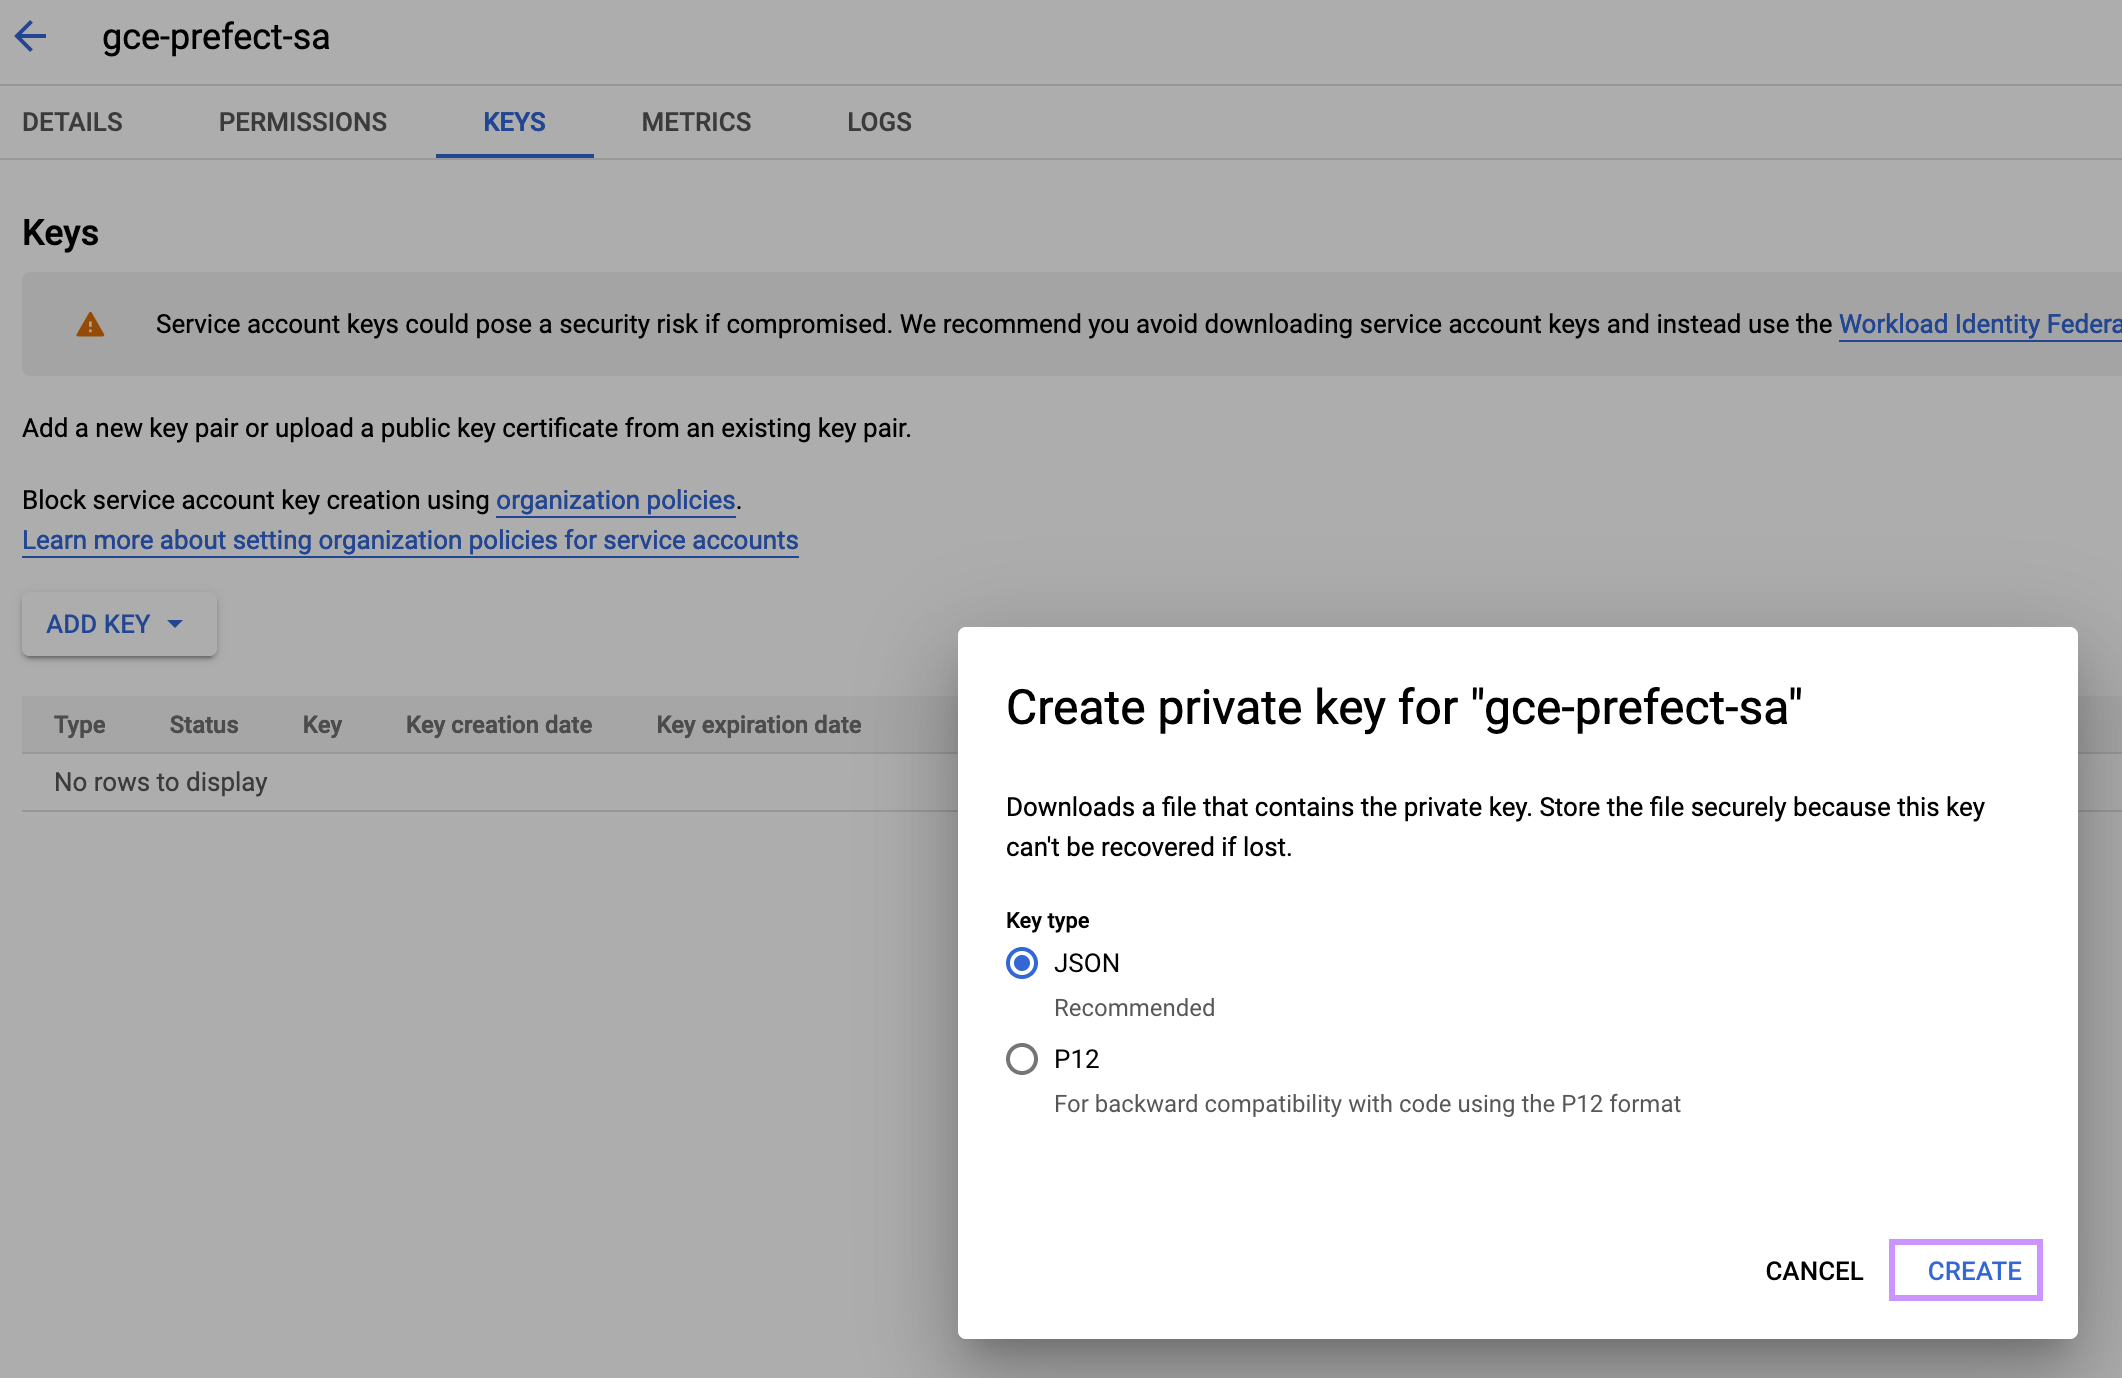 gce-prefect-sa
DETAILS PERMISSIONS KEYS METRICS LOGS
Keys
Service account keys could pose a security risk if compromised. We recommend you avoid downloading service account keys and instead use the Workload Identity Federa
Add a new key pair or upload a public key certificate from an existing key pair.
Block service account key creation using organization policies.
Learn more about setting organization policies for service accounts
ADD KEY
Type Status Key Key creation date Key expiration date
No rows to display
Create private key for "gce-prefect-sa"
Downloads a file that contains the private key. Store the file securely because this key
can't be recovered if lost.
Key type
JSON
Recommended
P12
For backward compatibility with code using the P12 format
CANCEL CREATE